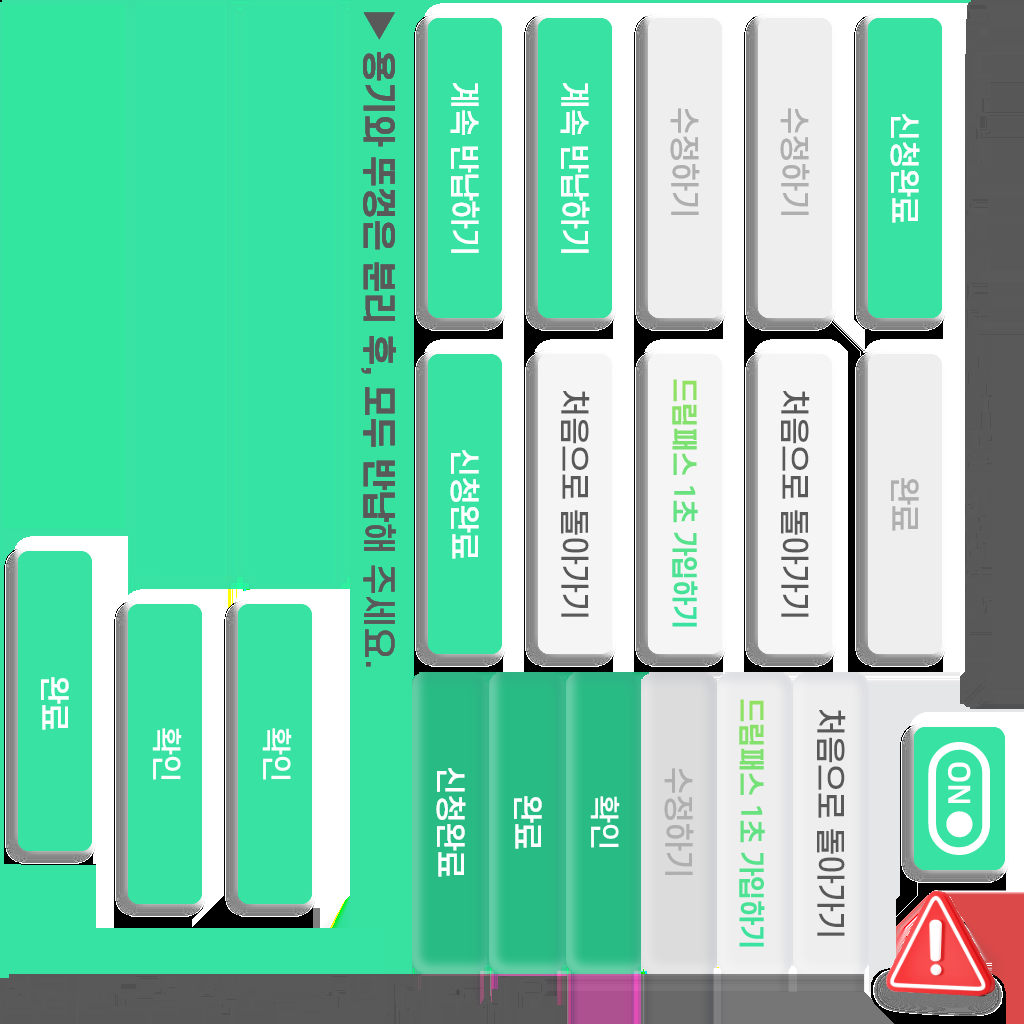 ▶ 용기와 뚜껑은 분리 후, 모두 반납해 주세요.
신청완료
수정하기
수정하기
계속 반납하기
계속 반납하기
완료
처음으로 돌아가기
드림패스 1초 가입하기
처음으로 돌아가기
신청완료
ON
처음으로 돌아가기
드림패스 1초 가입하기
수정하기
확인
완료
신청완료
확인
확인
완료